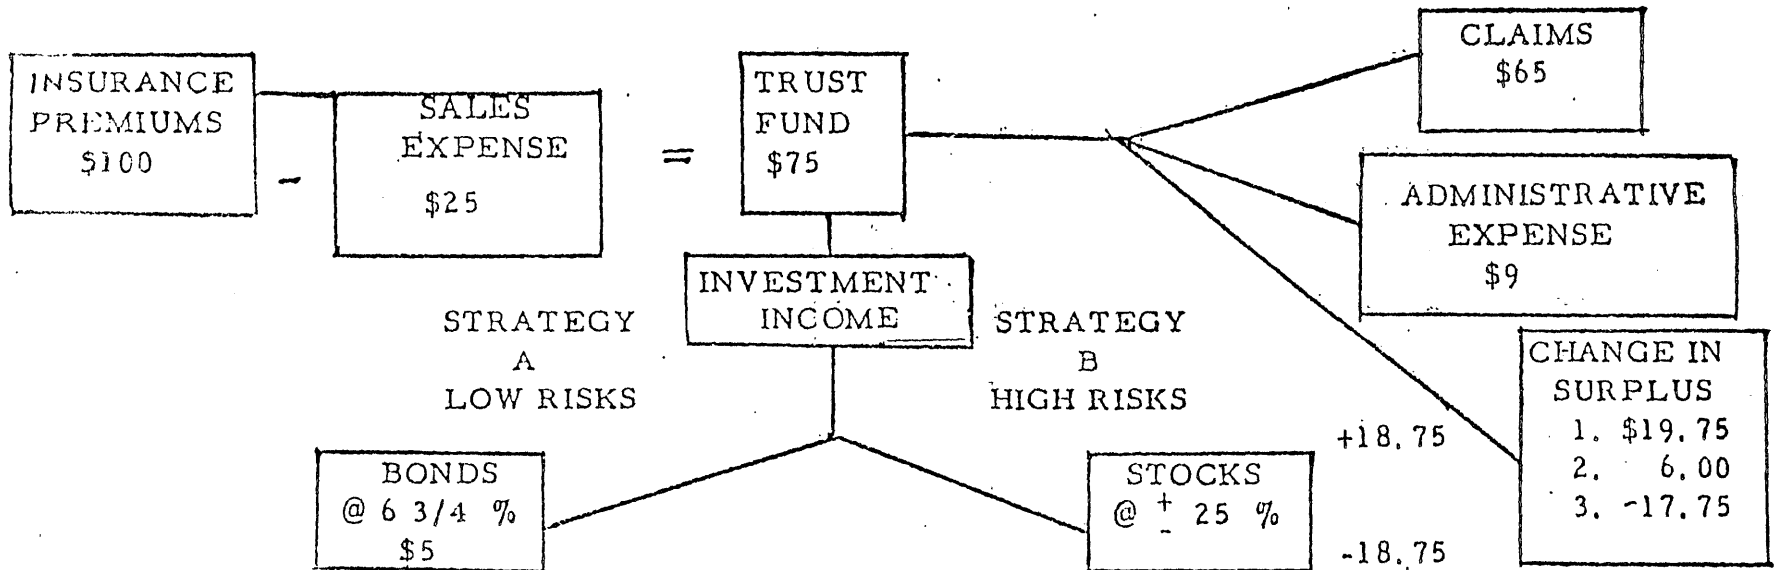 INSURANCE
PREMIUMS
$100
-
SALES
EXPENSE
$25
=
TRUST
FUND
$75
CLAIMS
$65
ADMINISTRATIVE
EXPENSE
$9
INVESTMENT
INCOME
STRATEGY
A
LOW RISKS
STRATEGY
B
HIGH RISKS
BONDS
@ 6 3/4 %
$5
STOCKS
@ ± 25 %
+18.75
-18.75
CHANGE IN
SURPLUS
1. $19.75
2. 6.00
3. -17.75